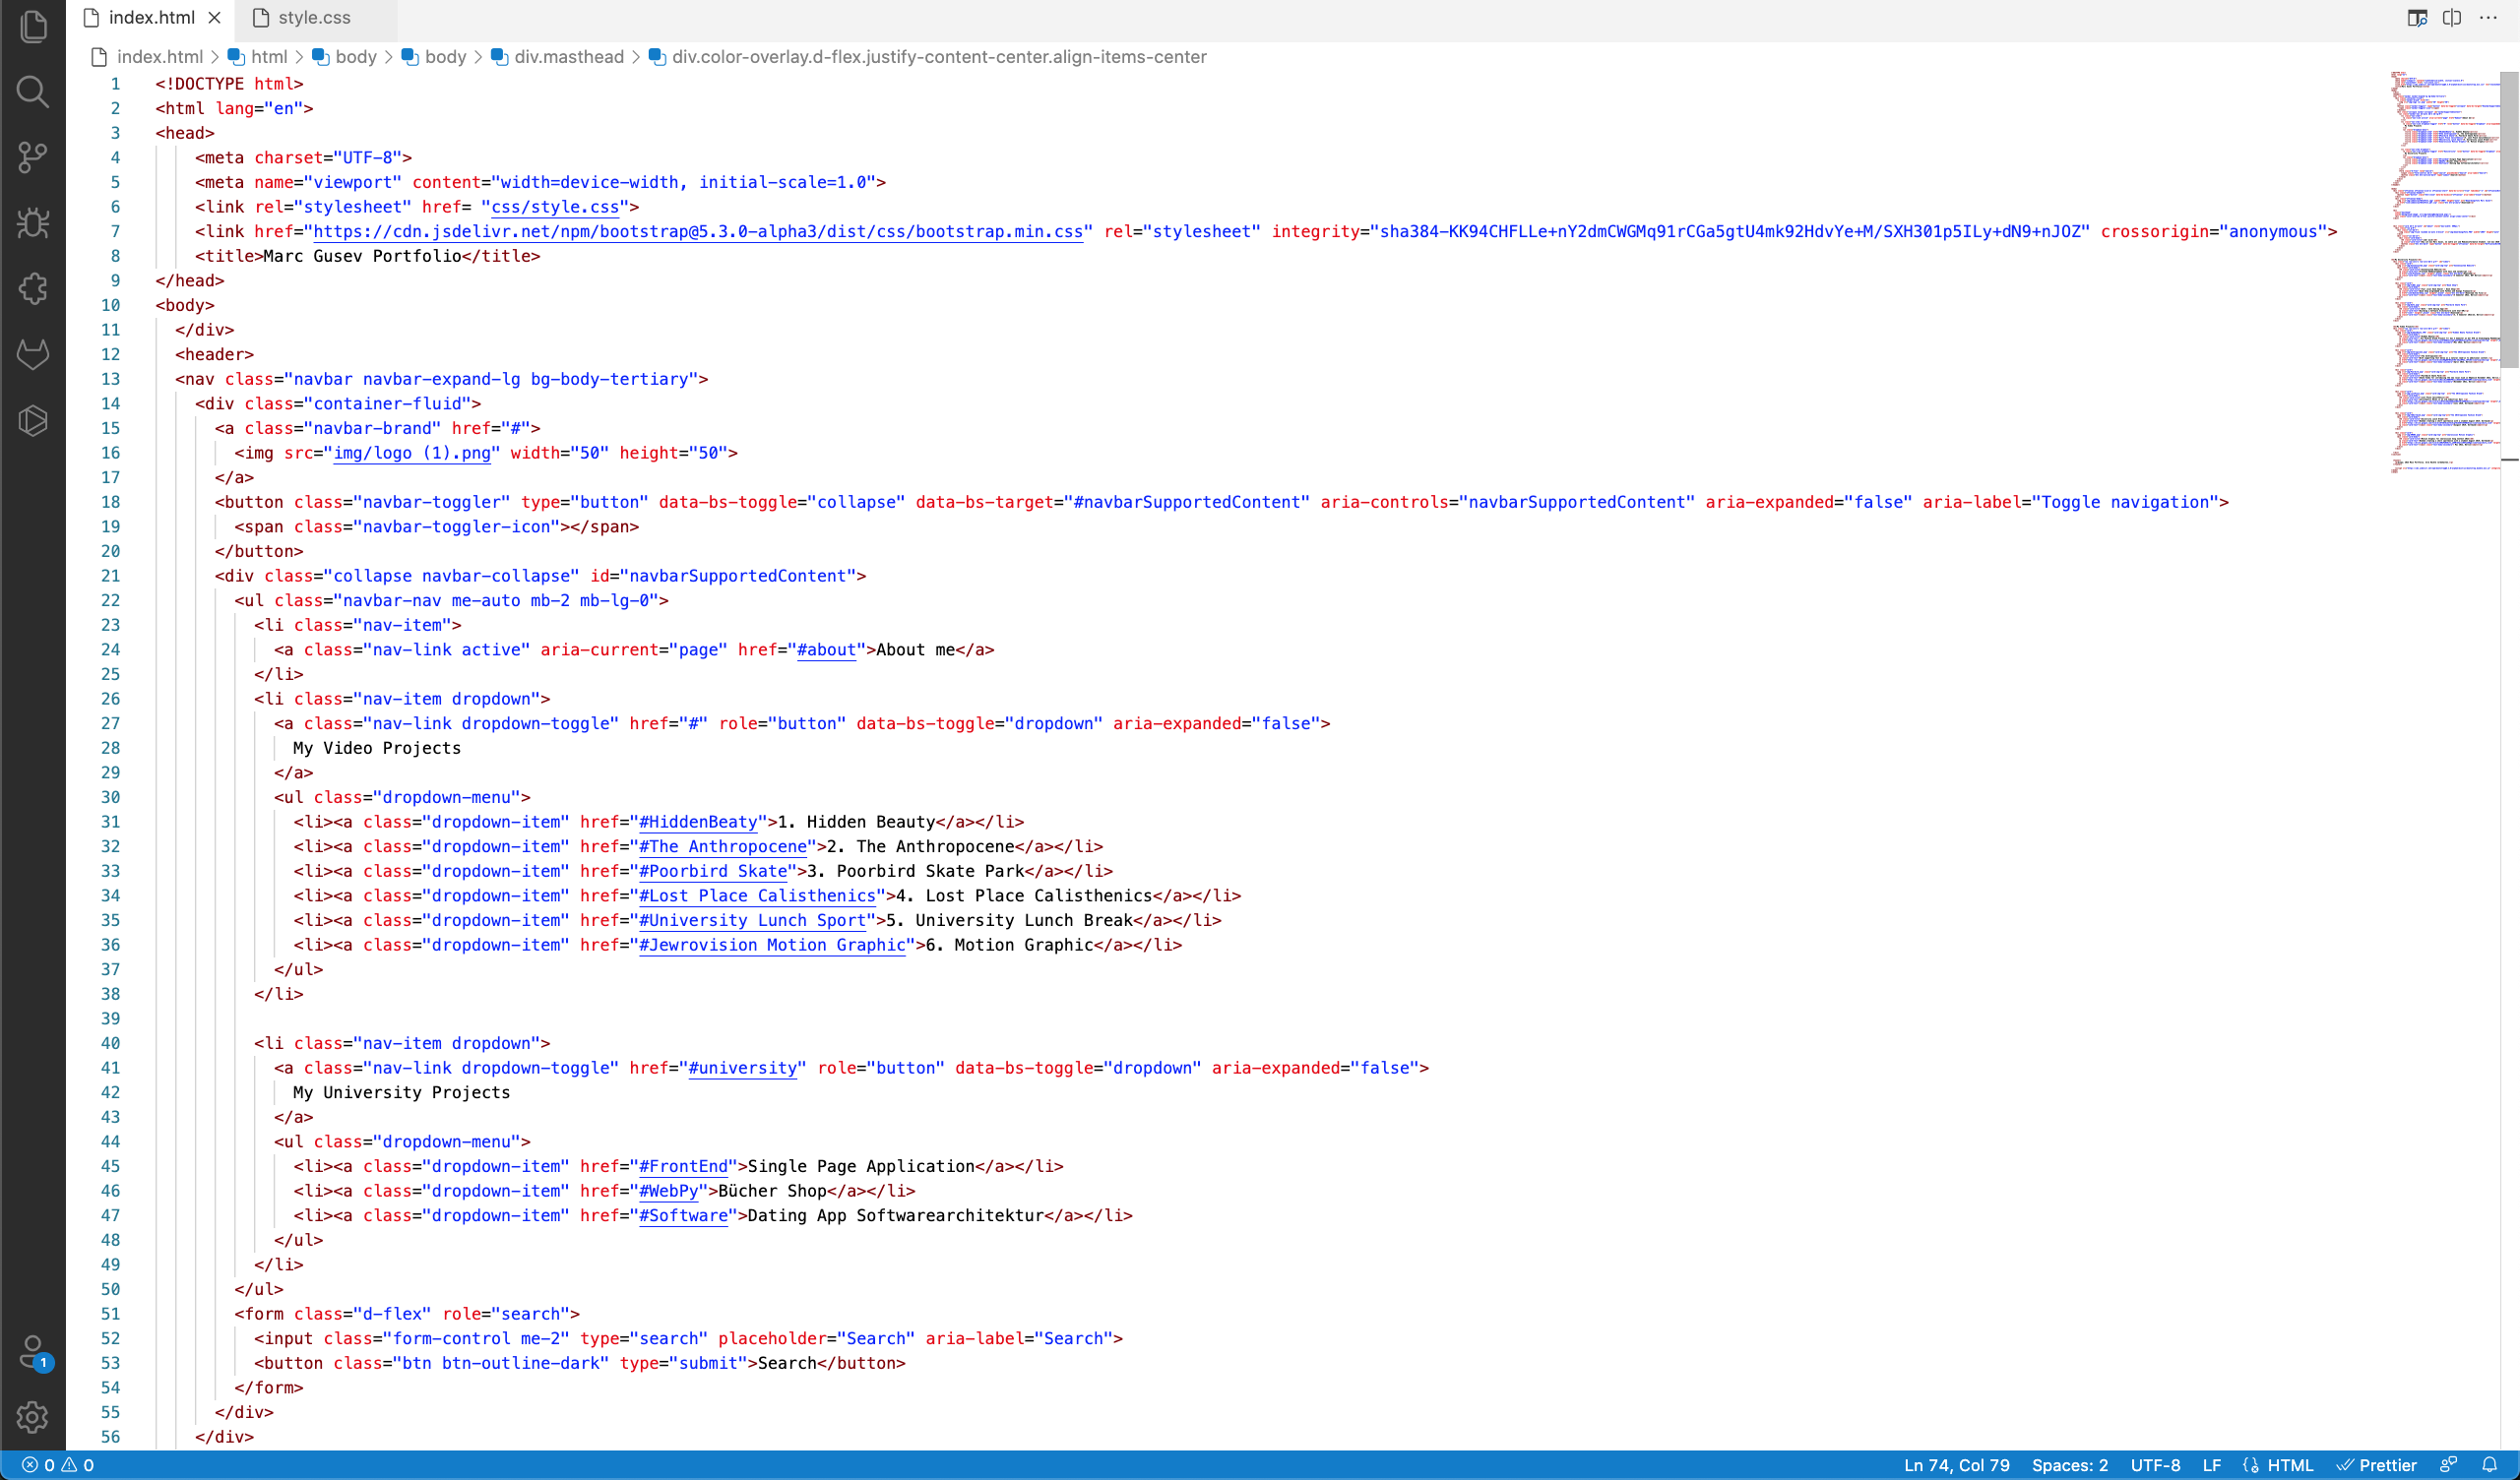 index.html
style.css
index.html > html > body > body > div.masthead > div.color-overlay.d-flex.justify-content-center.align-items-center
1 <!DOCTYPE html>
2 <html lang="en">
3 <head>
4 <meta charset="UTF-8">
5 <meta name="viewport" content="width=device-width, initial-scale=1.0">
6 <link rel="stylesheet" href= "css/style.css">
7 <link href="https://cdn.jsdelivr.net/npm/bootstrap@5.3.0-alpha3/dist/css/bootstrap.min.css" rel="stylesheet" integrity="sha384-KK94CHFLLe+nY2dmCWGMq91rCGa5gtU4mk92HdvYe+M/SXH301p5ILy+dN9+nJOZ" crossorigin="anonymous">
8 <title>Marc Gusev Portfolio</title>
9 </head>
10 <body>
11 </div>
12 <header>
13 <nav class="navbar navbar-expand-lg bg-body-tertiary">
14 <div class="container-fluid">
15 <a class="navbar-brand" href="#">
16 <img src="img/logo (1).png" width="50" height="50">
17 </a>
18 <button class="navbar-toggler" type="button" data-bs-toggle="collapse" data-bs-target="#navbarSupportedContent" aria-controls="navbarSupportedContent" aria-expanded="false" aria-label="Toggle navigation">
19 <span class="navbar-toggler-icon"></span>
20 </button>
21 <div class="collapse navbar-collapse" id="navbarSupportedContent">
22 <ul class="navbar-nav me-auto mb-2 mb-lg-0">
23 <li class="nav-item">
24 <a class="nav-link active" aria-current="page" href="#about">About me</a>
25 </li>
26 <li class="nav-item dropdown">
27 <a class="nav-link dropdown-toggle" href="#" role="button" data-bs-toggle="dropdown" aria-expanded="false">
28 My Video Projects
29 </a>
30 <ul class="dropdown-menu">
31 <li><a class="dropdown-item" href="#HiddenBeaty">1. Hidden Beauty</a></li>
32 <li><a class="dropdown-item" href="#The Anthropocene">2. The Anthropocene</a></li>
33 <li><a class="dropdown-item" href="#Poorbird Skate">3. Poorbird Skate Park</a></li>
34 <li><a class="dropdown-item" href="#Lost Place Calisthenics">4. Lost Place Calisthenics</a></li>
35 <li><a class="dropdown-item" href="#University Lunch Sport">5. University Lunch Break</a></li>
36 <li><a class="dropdown-item" href="#Jewrovision Motion Graphic">6. Motion Graphic</a></li>
37 </ul>
38 </li>
39
40 <li class="nav-item dropdown">
41 <a class="nav-link dropdown-toggle" href="#university" role="button" data-bs-toggle="dropdown" aria-expanded="false">
42 My University Projects
43 </a>
44 <ul class="dropdown-menu">
45 <li><a class="dropdown-item" href="#FrontEnd">Single Page Application</a></li>
46 <li><a class="dropdown-item" href="#WebPy">Bücher Shop</a></li>
47 <li><a class="dropdown-item" href="#Software">Dating App Softwarearchitektur</a></li>
48 </ul>
49 </li>
50 </ul>
51 <form class="d-flex" role="search">
52 <input class="form-control me-2" type="search" placeholder="Search" aria-label="Search">
53 <button class="btn btn-outline-dark" type="submit">Search</button>
54 </form>
55 </div>
56 </div>
1
0 0
Ln 74, Col 79 Spaces: 2 UTF-8 LF HTML Prettier